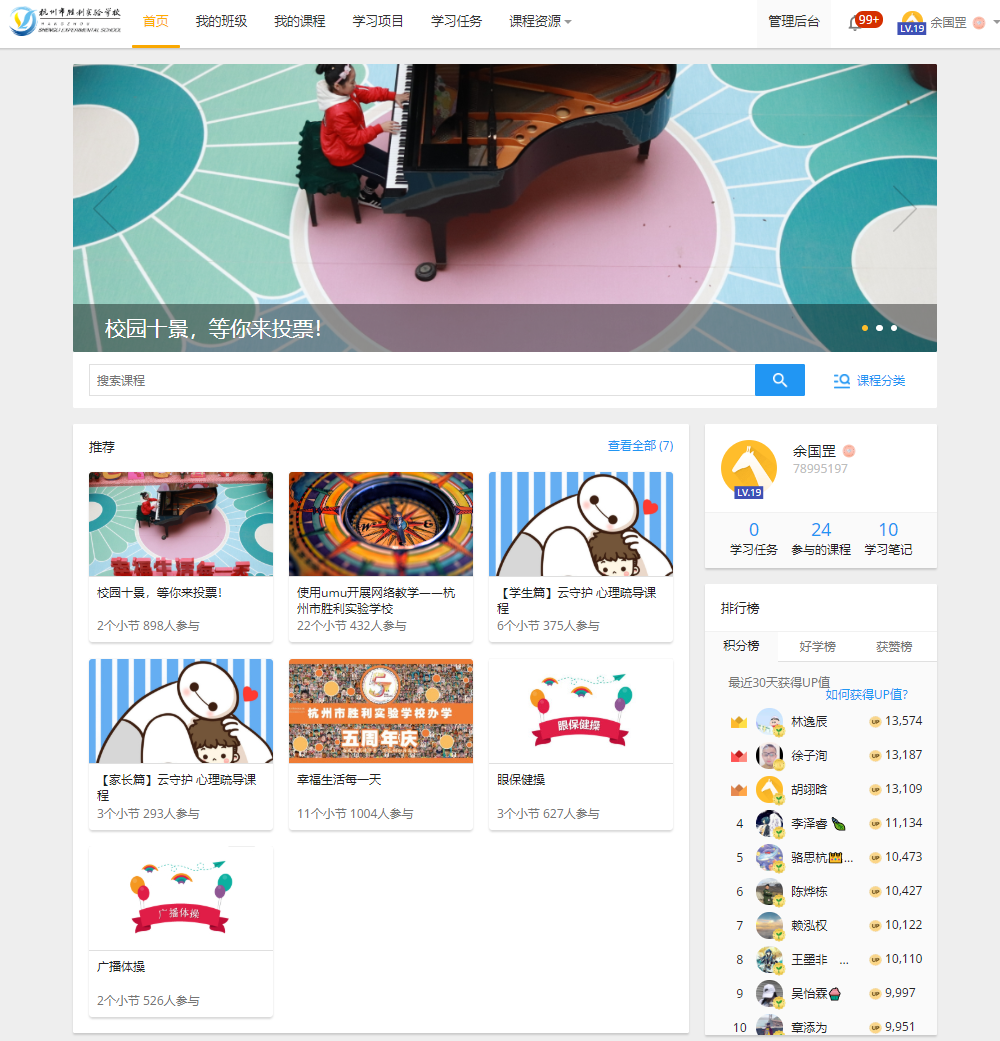 杭州市胜利实验学校
HANGZHOU
SHENGLI EXPERIMENTAL SCHOOL
首页
我的班级
我的课程
学习项目
学习任务
课程资源
管理后台
99+
LV.19
余国罡
校园十景，等你来投票！
搜索课程
课程分类
推荐
查看全部 (7)
幸福生活每一天
校园十景，等你来投票！
2个小节 898人参与
使用umu开展网络教学——杭
州市胜利实验学校
22个小节 432人参与
【学生篇】云守护 心理疏导课
程
6个小节 375人参与
【家长篇】云守护 心理疏导课
程
3个小节 293人参与
杭州市胜利实验学校办学
五周年庆
幸福生活每一天
11个小节 1004人参与
眼保健操
眼保健操
3个小节 627人参与
广播体操
广播体操
2个小节 526人参与
余国罡
78995197
LV.19
0
学习任务
24
参与的课程
10
学习笔记
排行榜
积分榜
好学榜
获赞榜
最近30天获得UP值
如何获得UP值?
林逸辰 UP 13,574
徐子洵 UP 13,187
胡翊晗 UP 13,109
4 李泽睿 UP 11,134
5 骆思杭... UP 10,473
6 陈烨栋 UP 10,427
7 赖泓权 UP 10,122
8 王墨非 ... UP 10,110
9 吴怡霖 UP 9,997
10 章添为 UP 9,951